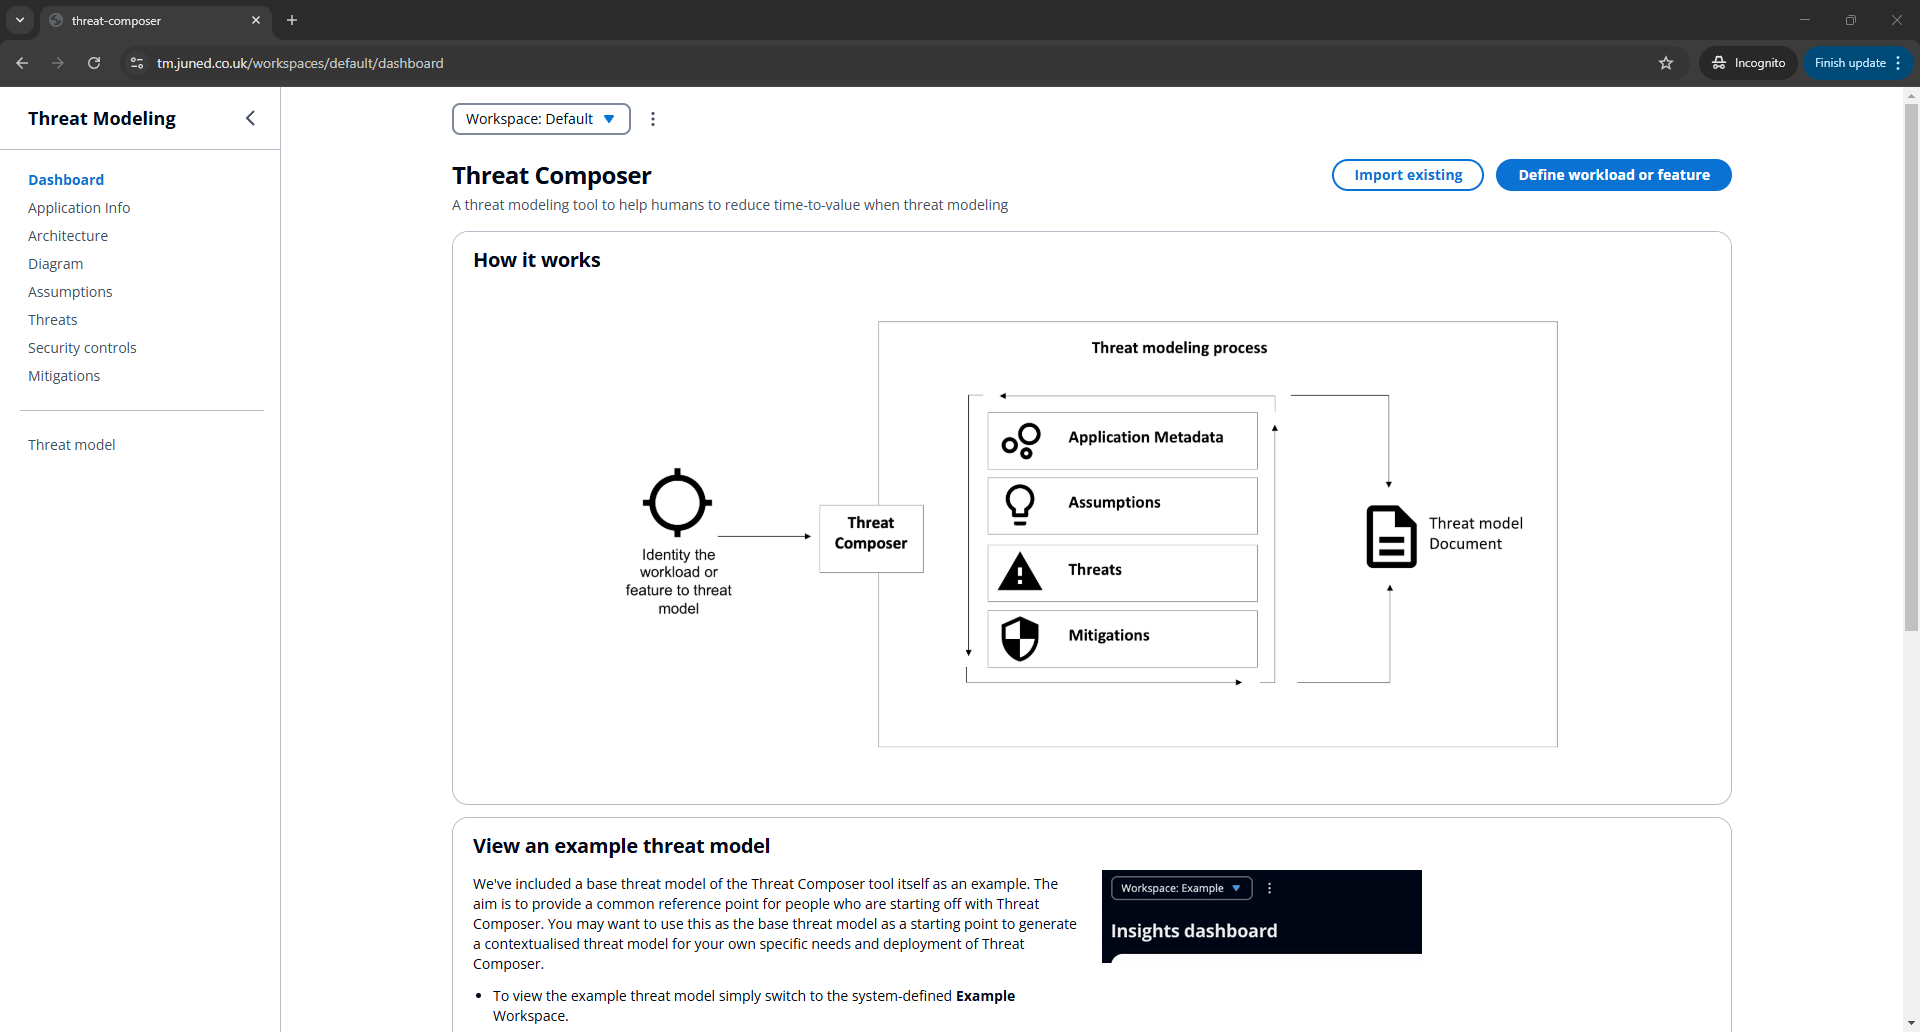 threat-composer
tm.juned.co.uk/workspaces/default/dashboard
Incognito
Finish update
Threat Modeling
Dashboard
Application Info
Architecture
Diagram
Assumptions
Threats
Security controls
Mitigations
Threat model
Workspace: Default
Threat Composer
Import existing
Define workload or feature
A threat modeling tool to help humans to reduce time-to-value when threat modeling
How it works
Identity the
workload or
feature to threat
model
Threat
Composer
Threat modeling process
Application Metadata
Assumptions
Threats
Mitigations
Threat model
Document
View an example threat model
We've included a base threat model of the Threat Composer tool itself as an example. The
aim is to provide a common reference point for people who are starting off with Threat
Composer. You may want to use this as the base threat model as a starting point to generate
a contextualised threat model for your own specific needs and deployment of Threat
Composer.
• To view the example threat model simply switch to the system-defined Example
Workspace.
Workspace: Example
Insights dashboard